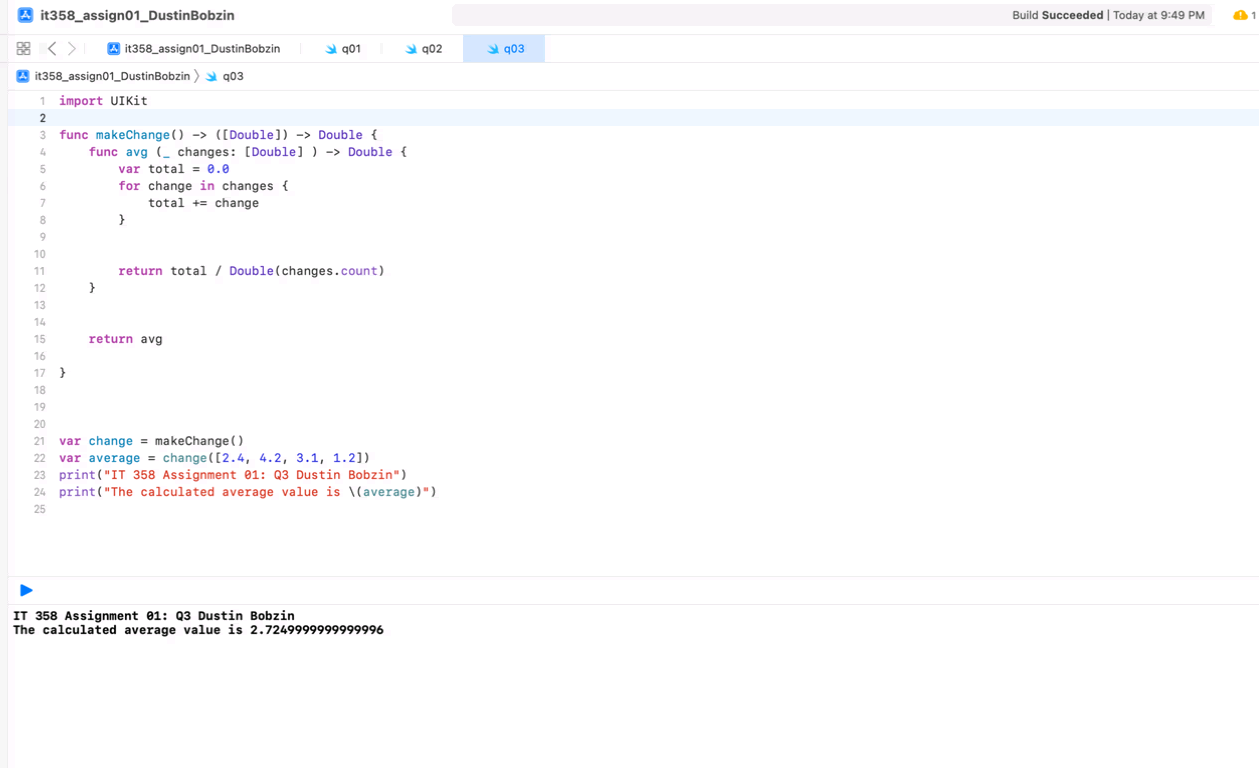 it358_assign01_DustinBobzin
Build Succeeded | Today at 9:49 PM
1
it358_assign01_DustinBobzin
q01
q02
q03
it358_assign01_DustinBobzin 〉 q03
1 import UIKit
2
3 func makeChange() -> ([Double]) -> Double {
4     func avg (_ changes: [Double] ) -> Double {
5         var total = 0.0
6         for change in changes {
7             total += change
8         }
9
10
11         return total / Double(changes.count)
12     }
13
14
15     return avg
16
17 }
18
19
20
21 var change = makeChange()
22 var average = change([2.4, 4.2, 3.1, 1.2])
23 print("IT 358 Assignment 01: Q3 Dustin Bobzin")
24 print("The calculated average value is \(average)")
25
IT 358 Assignment 01: Q3 Dustin Bobzin
The calculated average value is 2.7249999999999996